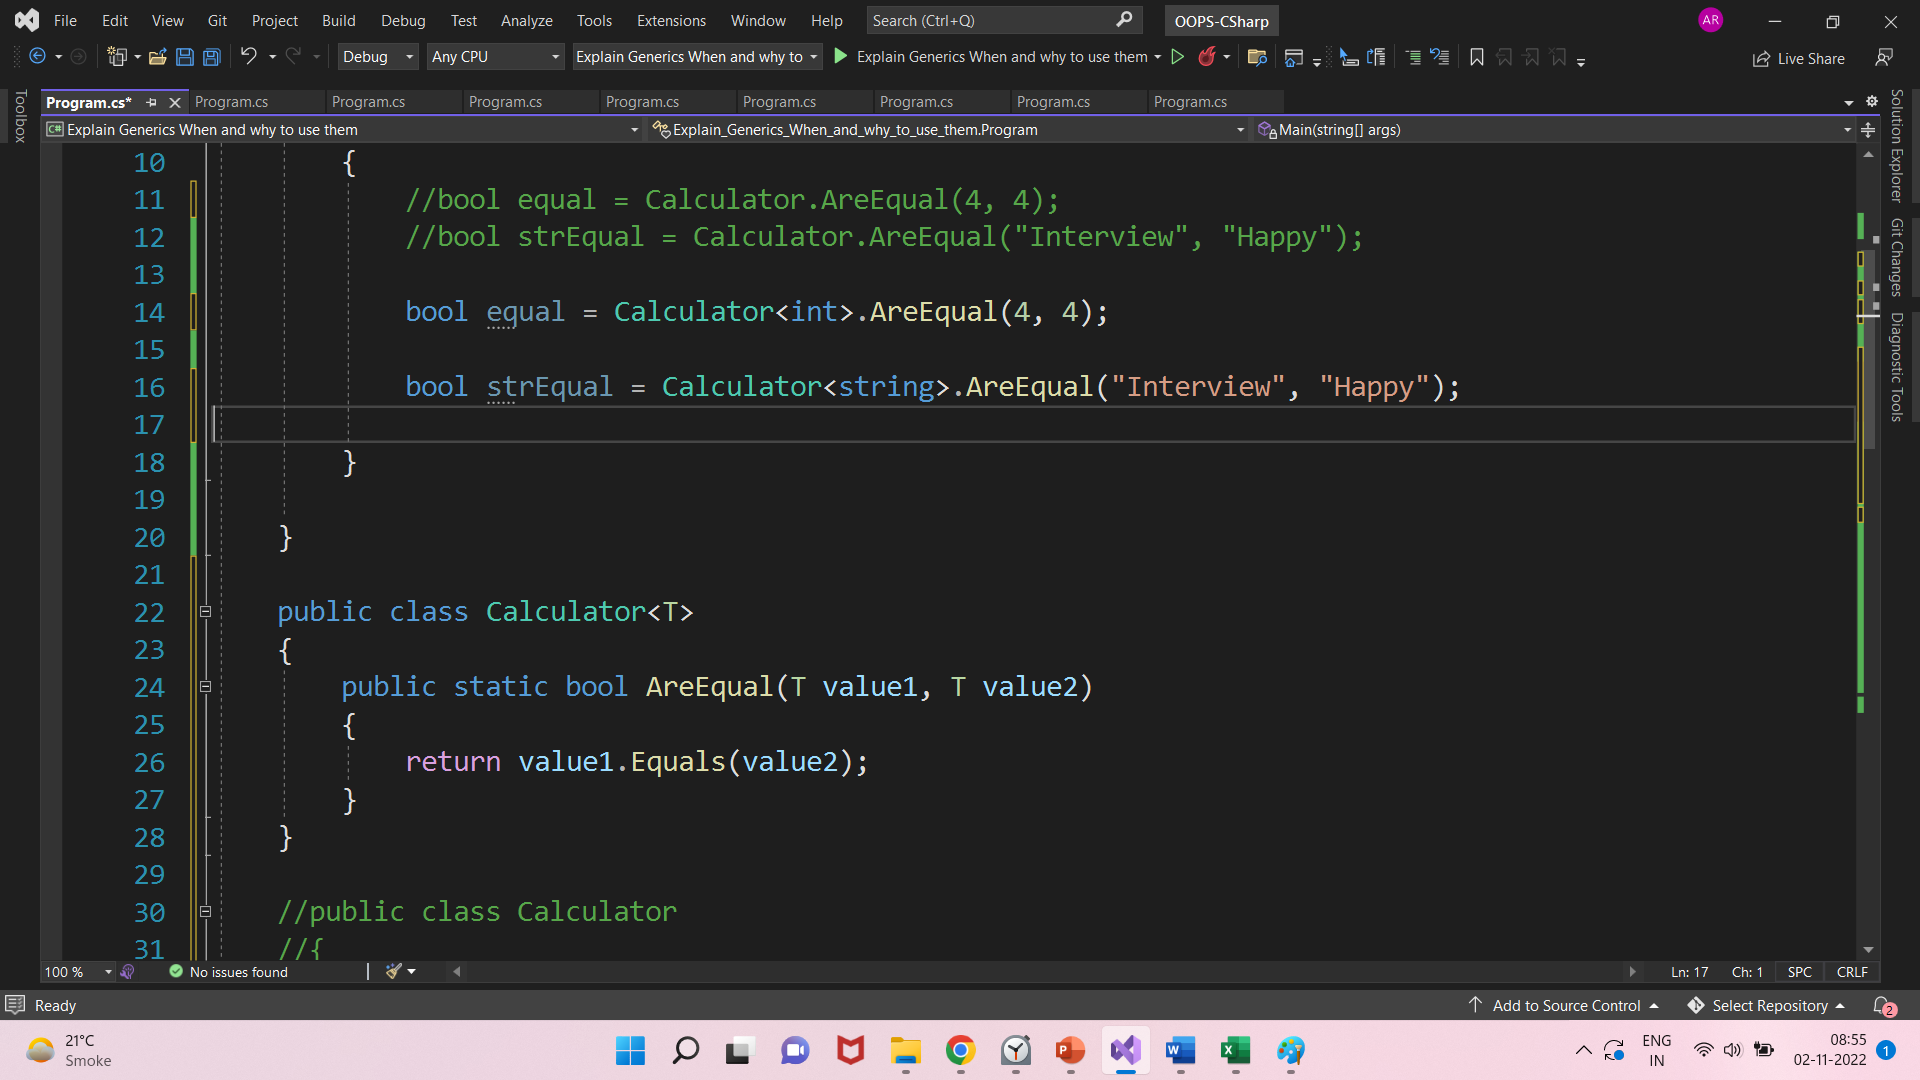 File Edit View Git Project Build Debug Test Analyze Tools Extensions Window Help Search (Ctrl+Q) OOPS-CSharp AR
Debug Any CPU Explain Generics When and why to Explain Generics When and why to use them Live Share
Program.cs* Program.cs Program.cs Program.cs Program.cs Program.cs Program.cs Program.cs Program.cs
C# Explain Generics When and why to use them Explain_Generics_When_and_why_to_use_them.Program Main(string[] args)
Toolbox
10 {
11 //bool equal = Calculator.AreEqual(4, 4);
12 //bool strEqual = Calculator.AreEqual("Interview", "Happy");
13
14 bool equal = Calculator<int>.AreEqual(4, 4);
15
16 bool strEqual = Calculator<string>.AreEqual("Interview", "Happy");
17
18 }
19
20 }
21
22 public class Calculator<T>
23 {
24 public static bool AreEqual(T value1, T value2)
25 {
26 return value1.Equals(value2);
27 }
28 }
29
30 //public class Calculator
31 //{
Solution Explorer
Git Changes
Diagnostic Tools
100 % No issues found Ln: 17 Ch: 1 SPC CRLF
Ready Add to Source Control Select Repository 2
21°C
Smoke
P W X
ENG
IN
08:55
02-11-2022
1